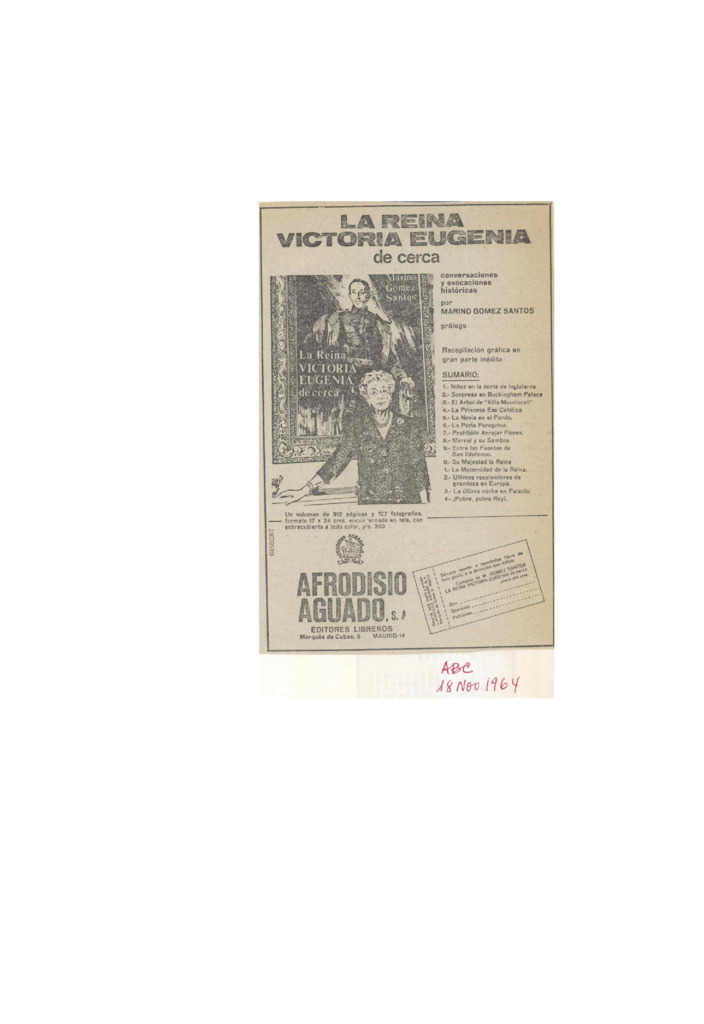 LA REINA
VICTORIA EUGENIA
de cerca
Marino
Gomez
Santos
La Reina
VICTORIA
EUGENIA
de cerca
conversaciones
y evocaciones
históricas
por
MARINO GOMEZ SANTOS
prólogo
Recopilación gráfica en
gran parte inédita
SUMARIO:
1.- Niñez en la corte de Inglaterra
2.- Sorpresa en Buckingham Palace
3.- El Arbol de "Villa Mouriscot"
4.- La Princesa Ena Católica
5.- La Novia en el Pardo.
6.- La Perla Peregrina.
7.- Prohibido Arrojar Flores.
8.- Morral y su Sombra.
9.- Entre las Fuentes de
San Ildefonso.
0.- Su Majestad la Reina
1.- La Maternidad de la Reina.
2.- Ultimos resplandores de
grandeza en Europa.
3.- La última noche en Palacio.
4.- ¡Pobre, pobre Rey!.
Un volumen de 312 páginas y 107 fotografías,
formato 17 x 24 cms. encuadernado en tela, con
sobrecubierta a todo color, pts. 350
GISBERT
AFRODISIO
AGUADO, S.A
EDITORES LIBREROS
Marqués de Cubas, 5 MADRID-14
M. GOMEZ SANTOS
LA REINA VICTORIA EUGENIA de cerca
Don
Domicilio
Población
ABC
18 Nov 1964